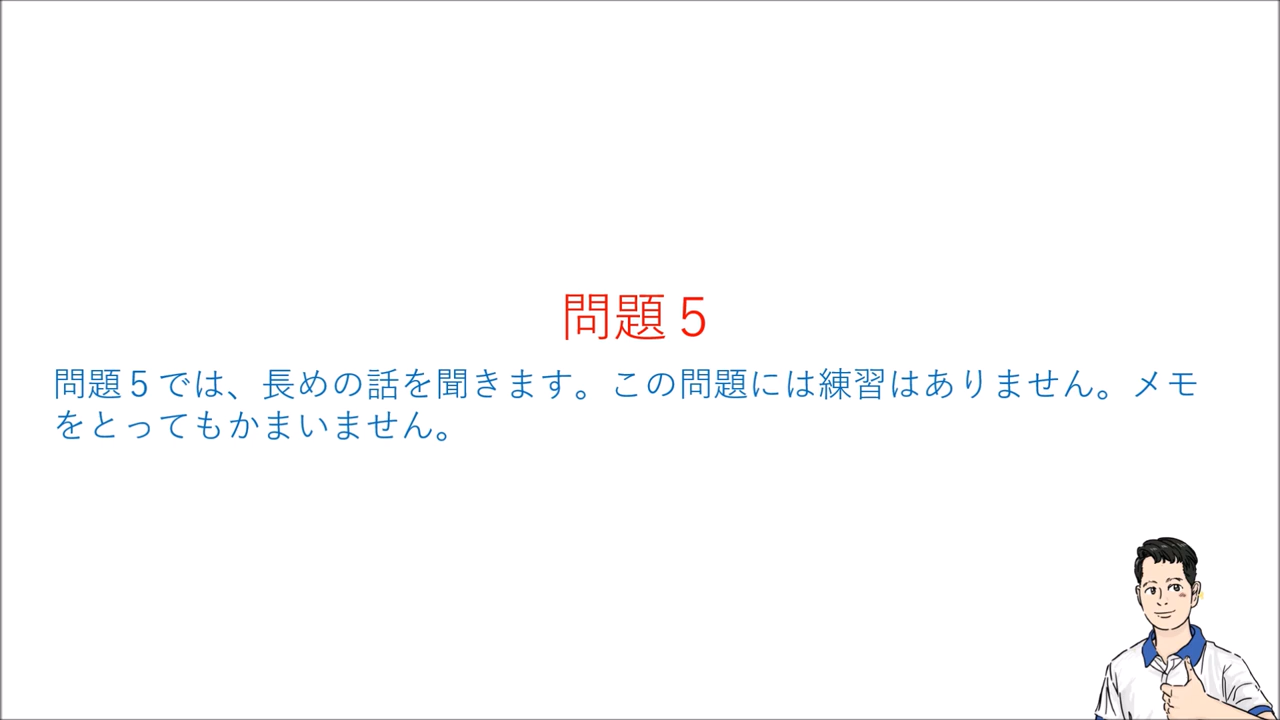 問題５
問題５では、長めの話を聞きます。この問題には練習はありません。メモ
をとってもかまいません。